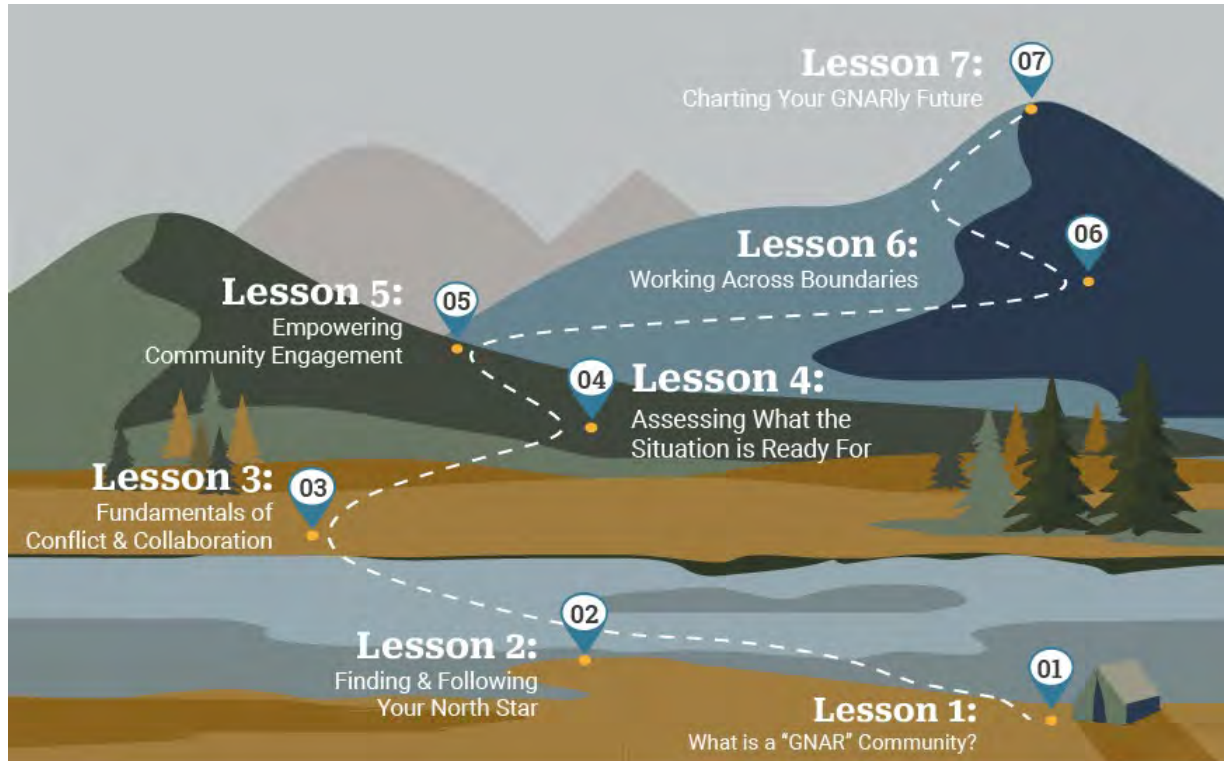 Lesson 7:
Charting Your GNARly Future
07
Lesson 6:
Working Across Boundaries
06
Lesson 5:
Empowering
Community Engagement
05
04
Lesson 4:
Assessing What the
Situation is Ready For
Lesson 3:
Fundamentals of
Conflict & Collaboration
03
02
Lesson 2:
Finding & Following
Your North Star
01
Lesson 1:
What is a "GNAR" Community?